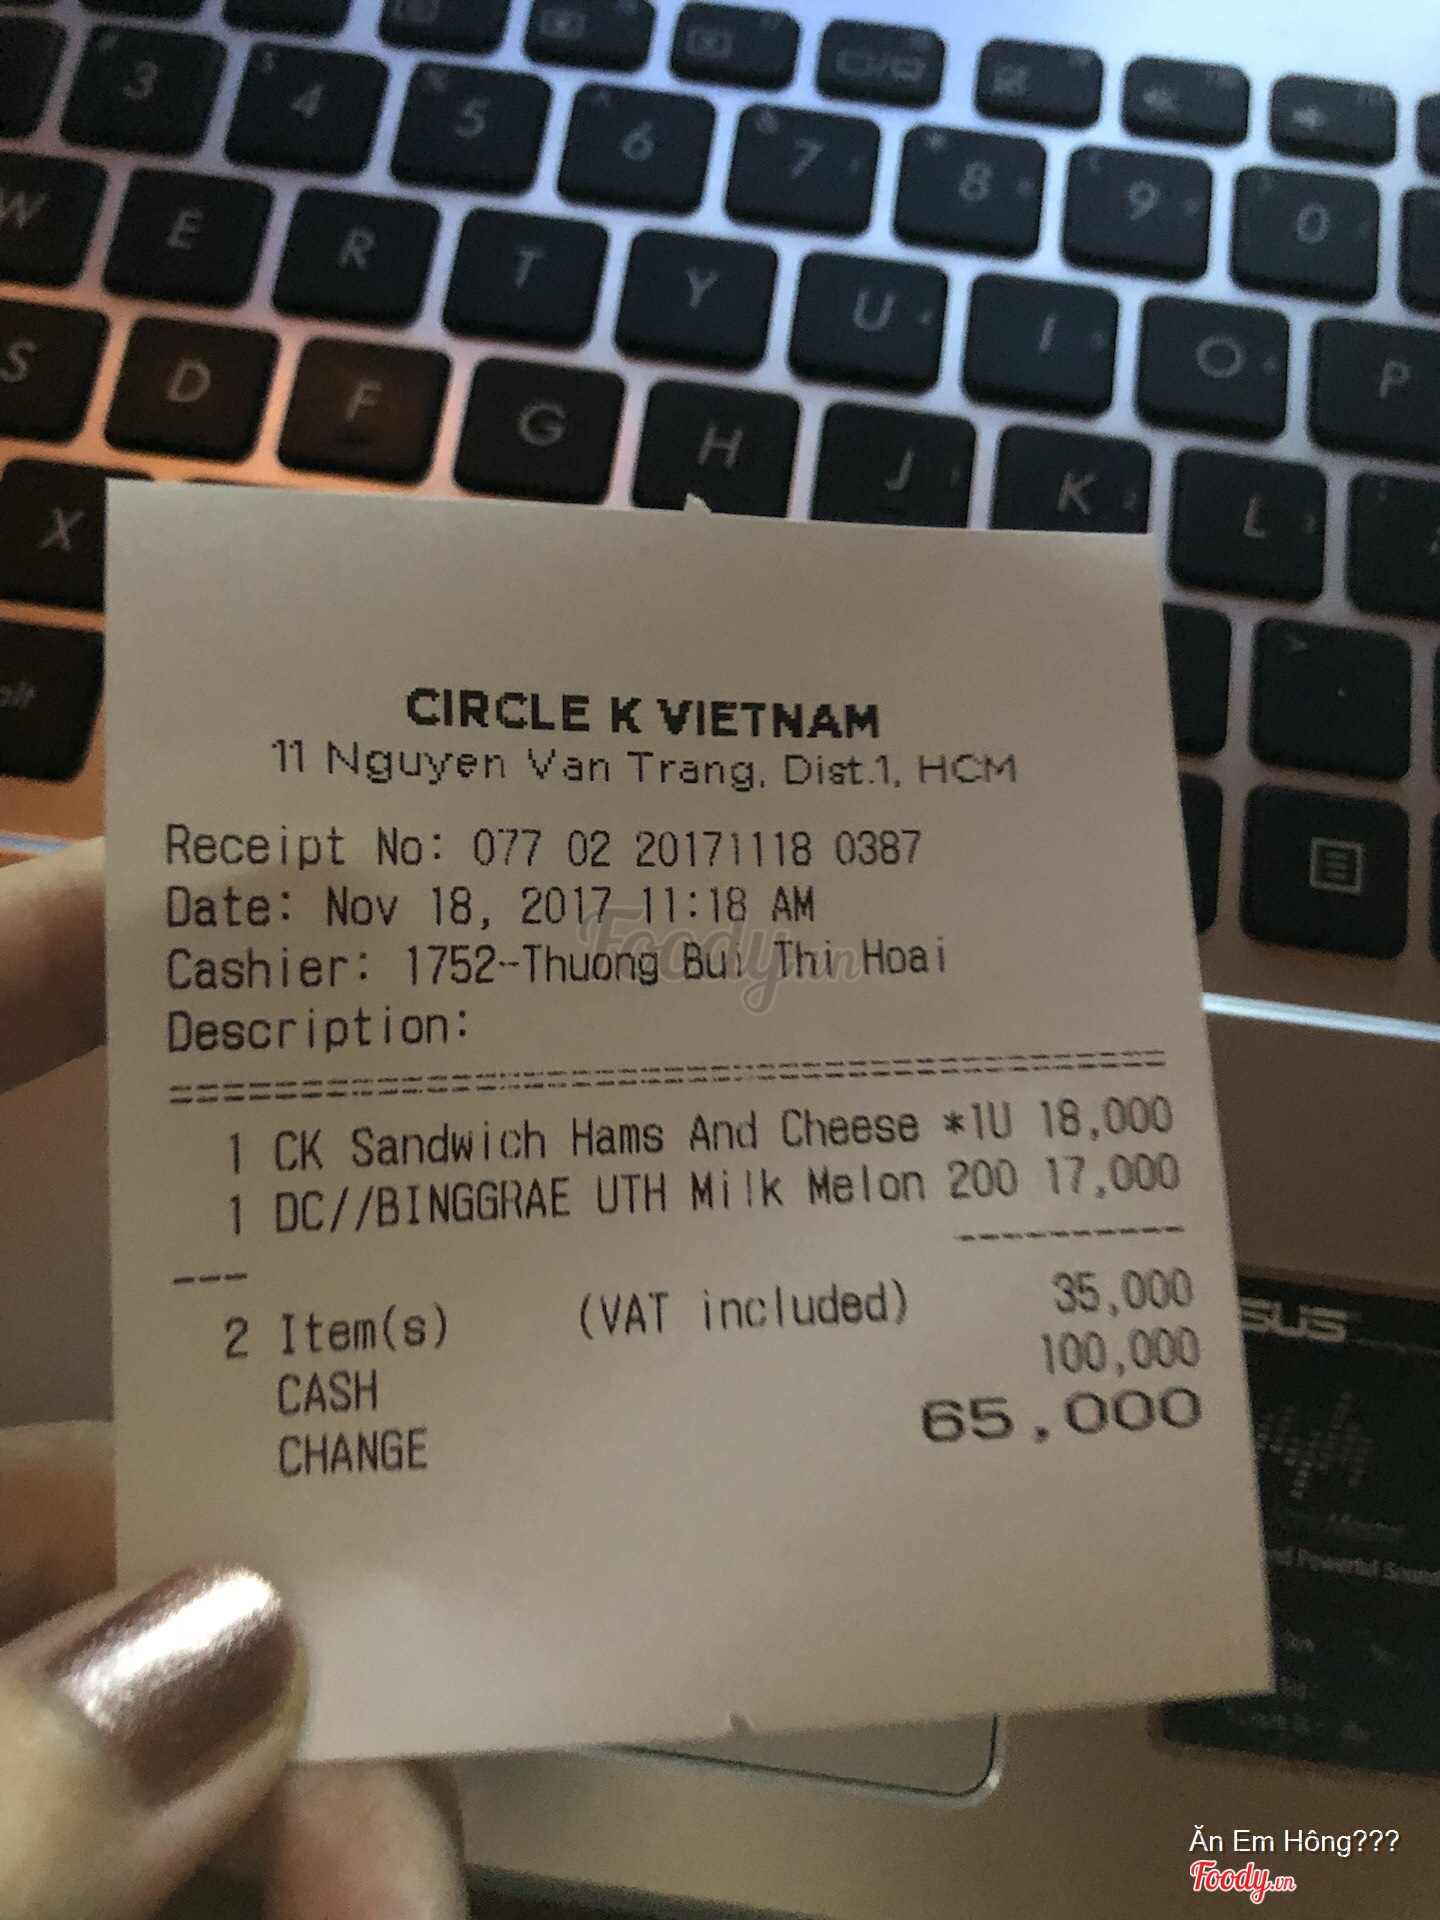 3 4 5 6 7 8 9 0
W E R T Y U I O P
S D F G H J K L
X
CIRCLE K VIETNAM
11 Nguyen Van Trang, Dist.1, HCM
Receipt No: 077 02 20171118 0387
Date: Nov 18, 2017 11:18 AM
Cashier: 1752-Thuong Bui Thi Hoai
Description:
1 CK Sandwich Hams And Cheese *1U 18,000
1 DC//BINGGRAE UTH Milk Melon 200 17,000
2 Item(s) (VAT included) 35,000
CASH 100,000
CHANGE 65,000
Foody.vn
Powerful Sound
Ăn Em Hông???
Foody.vn